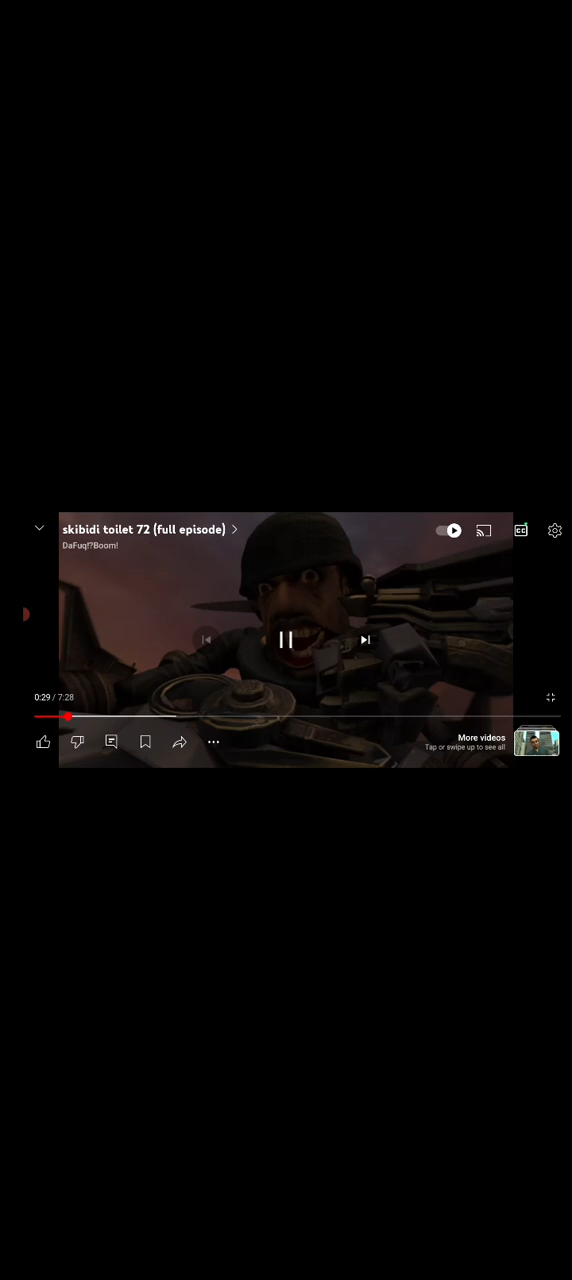 skibidi toilet 72 (full episode)
DaFuq!?Boom!
CC
0:29 / 7:28
More videos
Tap or swipe up to see all